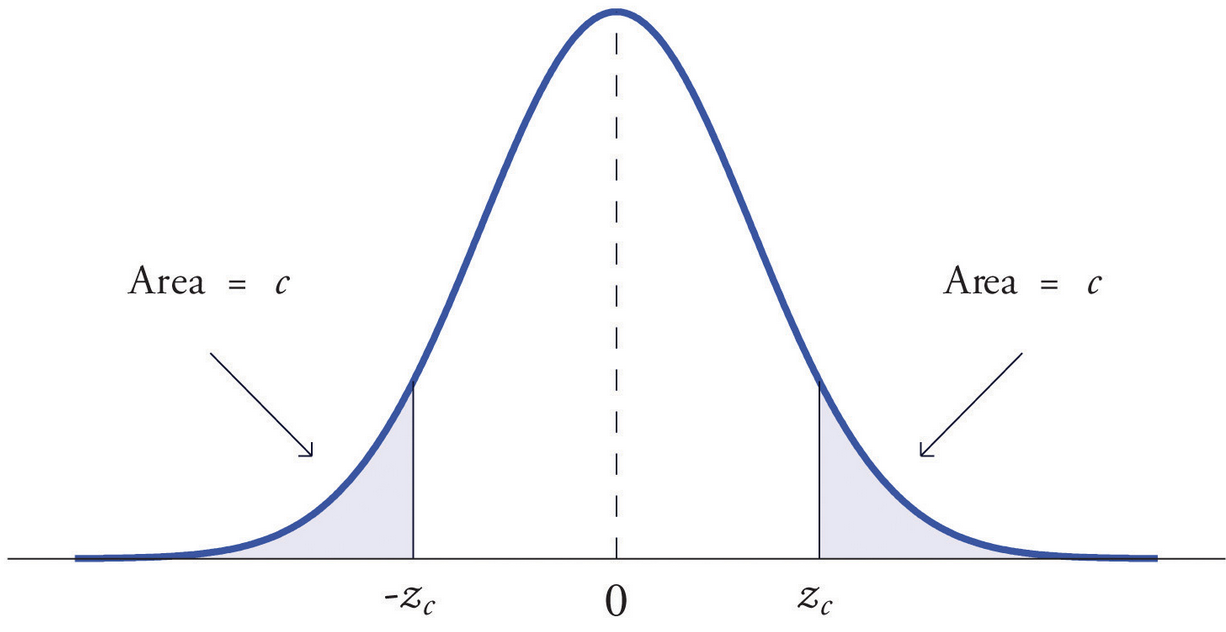 Area = c
Area = c
-z_c
0
z_c